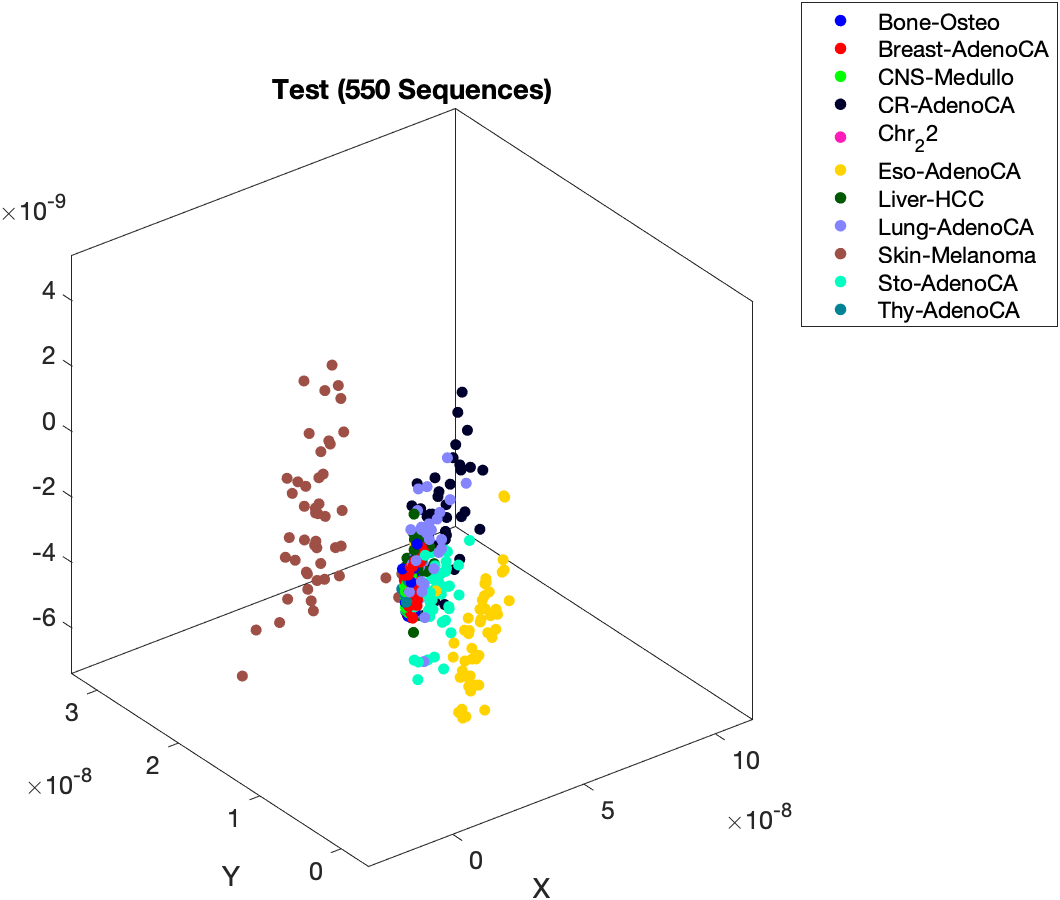 Test (550 Sequences)
×10⁻⁹
4
2
0
-2
-4
-6
3
2
1
0
×10⁻⁸
Y
0
5
10
×10⁻⁸
X
Bone-Osteo
Breast-AdenoCA
CNS-Medullo
CR-AdenoCA
Chr₂2
Eso-AdenoCA
Liver-HCC
Lung-AdenoCA
Skin-Melanoma
Sto-AdenoCA
Thy-AdenoCA